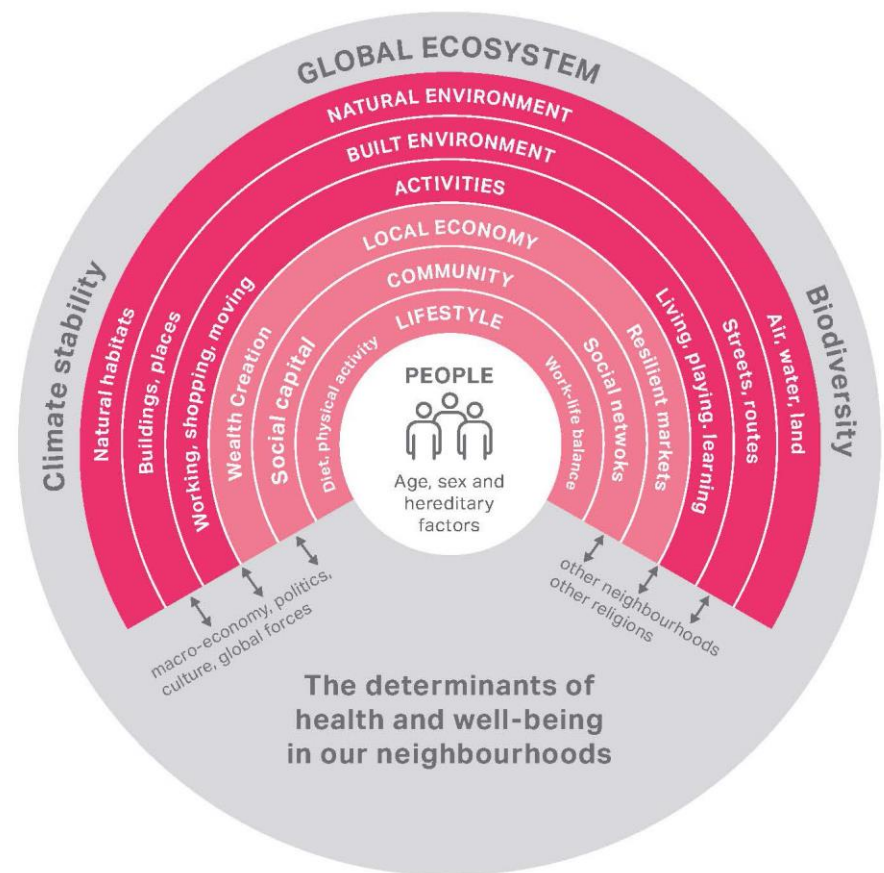 GLOBAL ECOSYSTEM
Climate stability
Biodiversity
NATURAL ENVIRONMENT
Natural habitats
Air, water, land
BUILT ENVIRONMENT
Buildings, places
Streets, routes
ACTIVITIES
Working, shopping, moving
Living, playing. learning
LOCAL ECONOMY
Wealth Creation
Resilient markets
COMMUNITY
Social capital
Social netwoks
LIFESTYLE
Diet, physical activity
Work-life balance
PEOPLE
Age, sex and
hereditary
factors
macro-economy, politics,
culture, global forces
other neighbourhoods
other religions
The determinants of
health and well-being
in our neighbourhoods